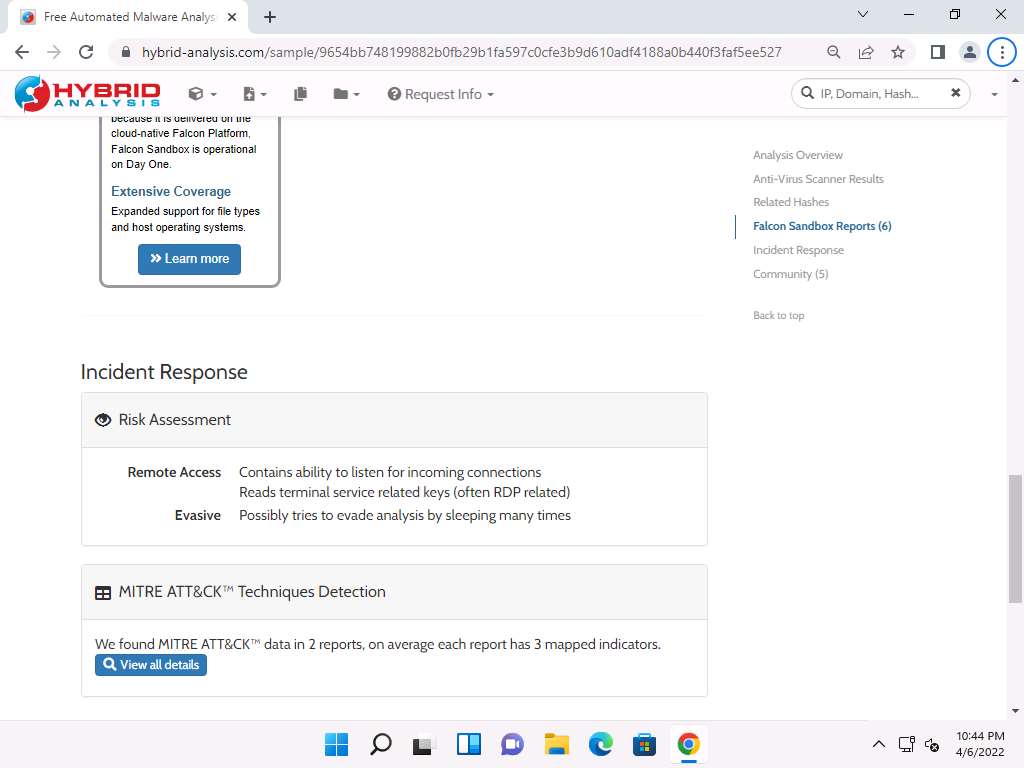 Free Automated Malware Analys
hybrid-analysis.com/sample/9654bb748199882b0fb29b1fa597c0cfe3b9d610adf4188a0b440f3faf5ee527
HYBRID
ANALYSIS
Request Info
IP, Domain, Hash...
because it is delivered on the
cloud-native Falcon Platform,
Falcon Sandbox is operational
on Day One.
Extensive Coverage
Expanded support for file types
and host operating systems.
Learn more
Analysis Overview
Anti-Virus Scanner Results
Related Hashes
Falcon Sandbox Reports (6)
Incident Response
Community (5)
Back to top
Incident Response
Risk Assessment
Remote Access Contains ability to listen for incoming connections
Reads terminal service related keys (often RDP related)
Evasive Possibly tries to evade analysis by sleeping many times
MITRE ATT&CK™ Techniques Detection
We found MITRE ATT&CK™ data in 2 reports, on average each report has 3 mapped indicators.
View all details
10:44 PM
4/6/2022